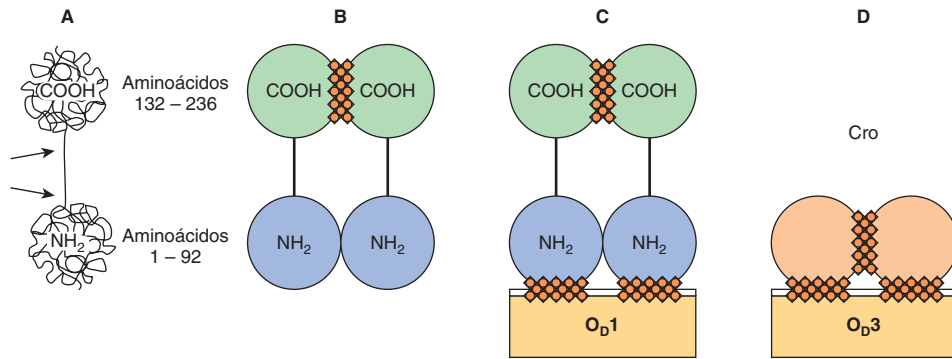 A
B
C
D
COOH
Aminoácidos
132 – 236
COOH
COOH
COOH
COOH
Cro
NH2
Aminoácidos
1 – 92
NH2
NH2
NH2
NH2
OD1
OD3